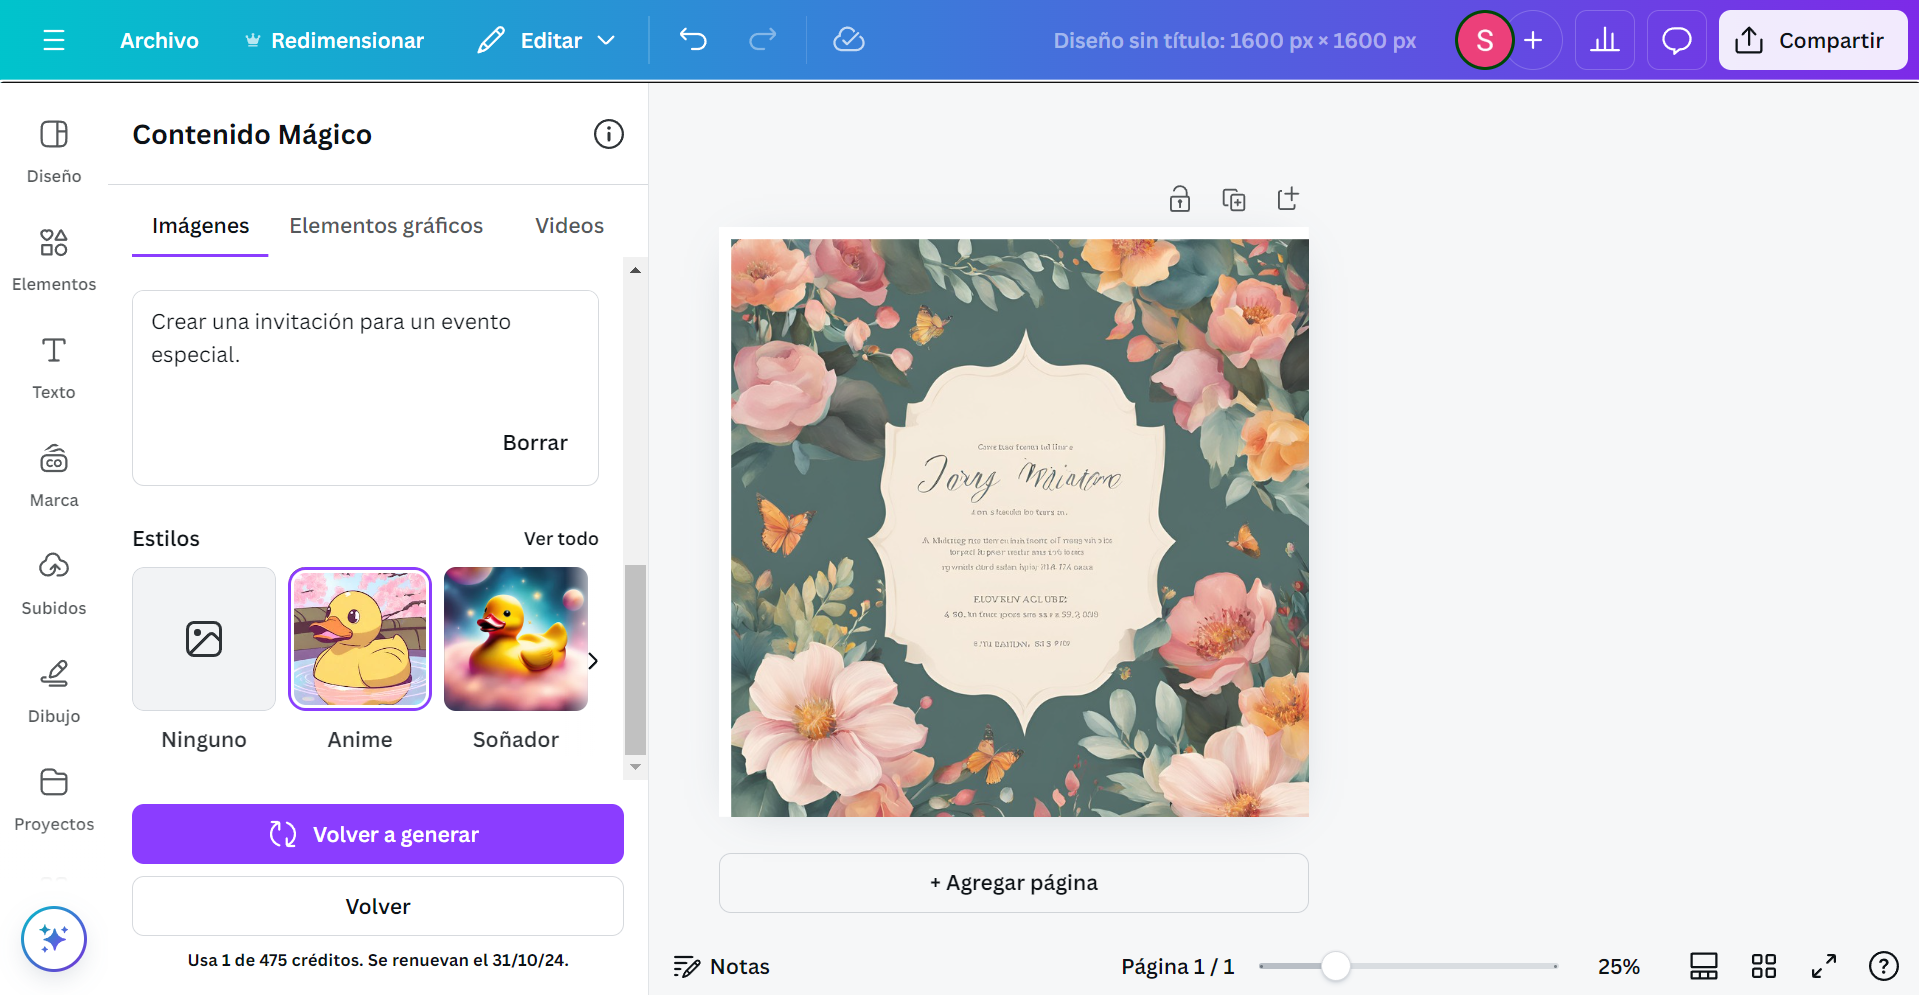 Archivo
Redimensionar
Editar
Diseño sin título: 1600 px × 1600 px
S
Compartir
Diseño
Elementos
Texto
Marca
Subidos
Dibujo
Proyectos
Contenido Mágico
Imágenes
Elementos gráficos
Videos
Crear una invitación para un evento
especial.
Borrar
Estilos
Ver todo
Ninguno
Anime
Soñador
Volver a generar
Volver
Usa 1 de 475 créditos. Se renuevan el 31/10/24.
+ Agregar página
Notas
Página 1 / 1
25%